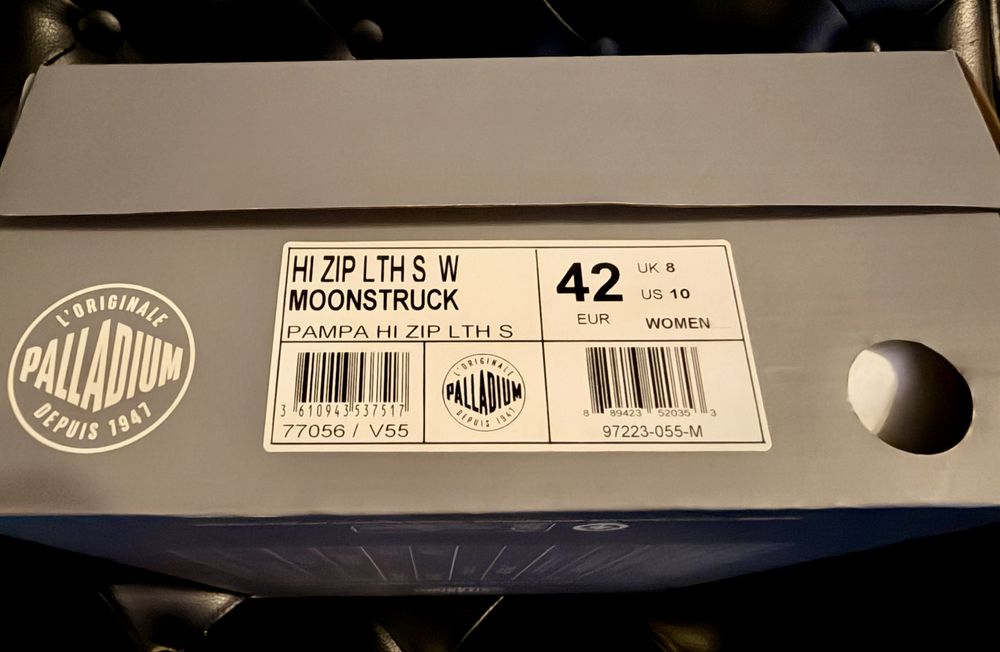 L'ORIGINALE
PALLADIUM
DEPUIS 1947
HI ZIP LTH S W
MOONSTRUCK
PAMPA HI ZIP LTH S
42
EUR
UK 8
US 10
WOMEN
3 610943 537517
77056 / V55
L'ORIGINALE
PALLADIUM
DEPUIS 1947
8 89423 52035 3
97223-055-M